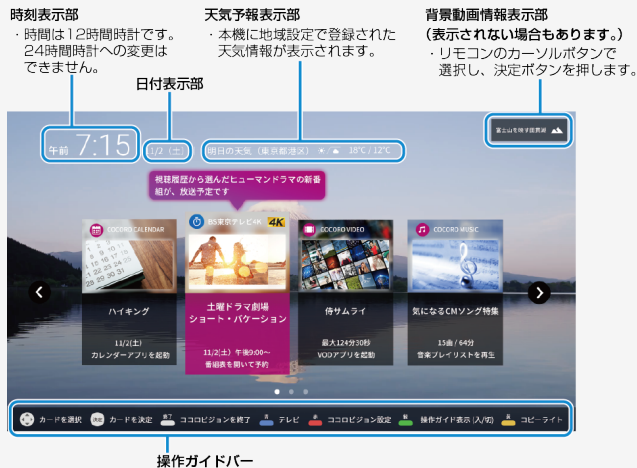 時刻表示部
・時間は12時間時計です。
24時間時計への変更は
できません。
天気予報表示部
・本機に地域設定で登録された
天気情報が表示されます。
背景動画情報表示部
(表示されない場合もあります。)
・リモコンのカーソルボタンで
選択し、決定ボタンを押します。
日付表示部
午前 7:15
11/2(土)
明日の天気(東京都港区) 18°C / 12°C
富士山を映す田貫湖
視聴履歴から選んだヒューマンドラマの新番
組が、放送予定です
COCORO CALENDAR
ハイキング
11/2(土)
カレンダーアプリを起動
BS東京テレビ4K 4K
土曜ドラマ劇場
ショート・バケーション
11/2(土) 午後9:00~
番組表を開いて予約
COCORO VIDEO
侍サムライ
最大124分30秒
VODアプリを起動
COCORO MUSIC
気になるCMソング特集
15曲 / 64分
音楽プレイリストを再生
カードを選択 決定 カードを決定 終了 ココロビジョンを終了 青 テレビ 赤 ココロビジョン設定 緑 操作ガイド表示(入/切) 黄 コピーライト
操作ガイドバー